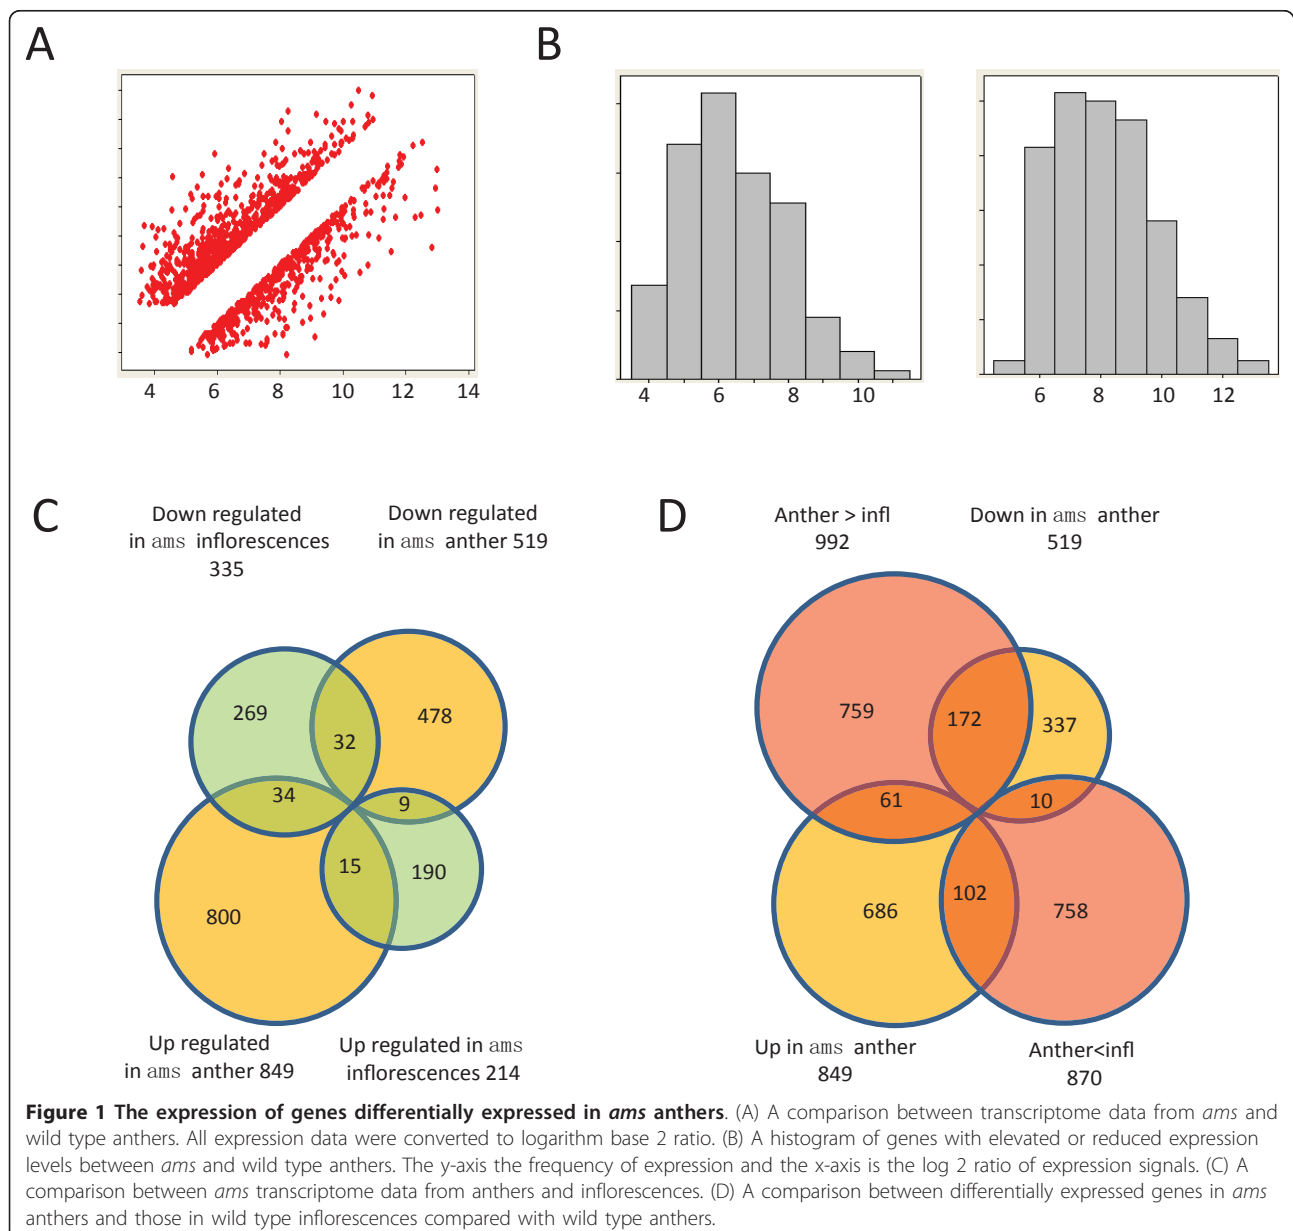 A
B
4 6 8 10 12 14
4 6 8 10
6 8 10 12
C
Down regulated
in ams inflorescences
335
Down regulated
in ams anther 519
269
478
32
34
9
15
190
800
Up regulated
in ams anther 849
Up regulated in ams
inflorescences 214
D
Anther > infl
992
Down in ams anther
519
759
172
337
61
10
102
686
758
Up in ams anther
849
Anther<infl
870
Figure 1 The expression of genes differentially expressed in ams anthers. (A) A comparison between transcriptome data from ams and
wild type anthers. All expression data were converted to logarithm base 2 ratio. (B) A histogram of genes with elevated or reduced expression
levels between ams and wild type anthers. The y-axis the frequency of expression and the x-axis is the log 2 ratio of expression signals. (C) A
comparison between ams transcriptome data from anthers and inflorescences. (D) A comparison between differentially expressed genes in ams
anthers and those in wild type inflorescences compared with wild type anthers.